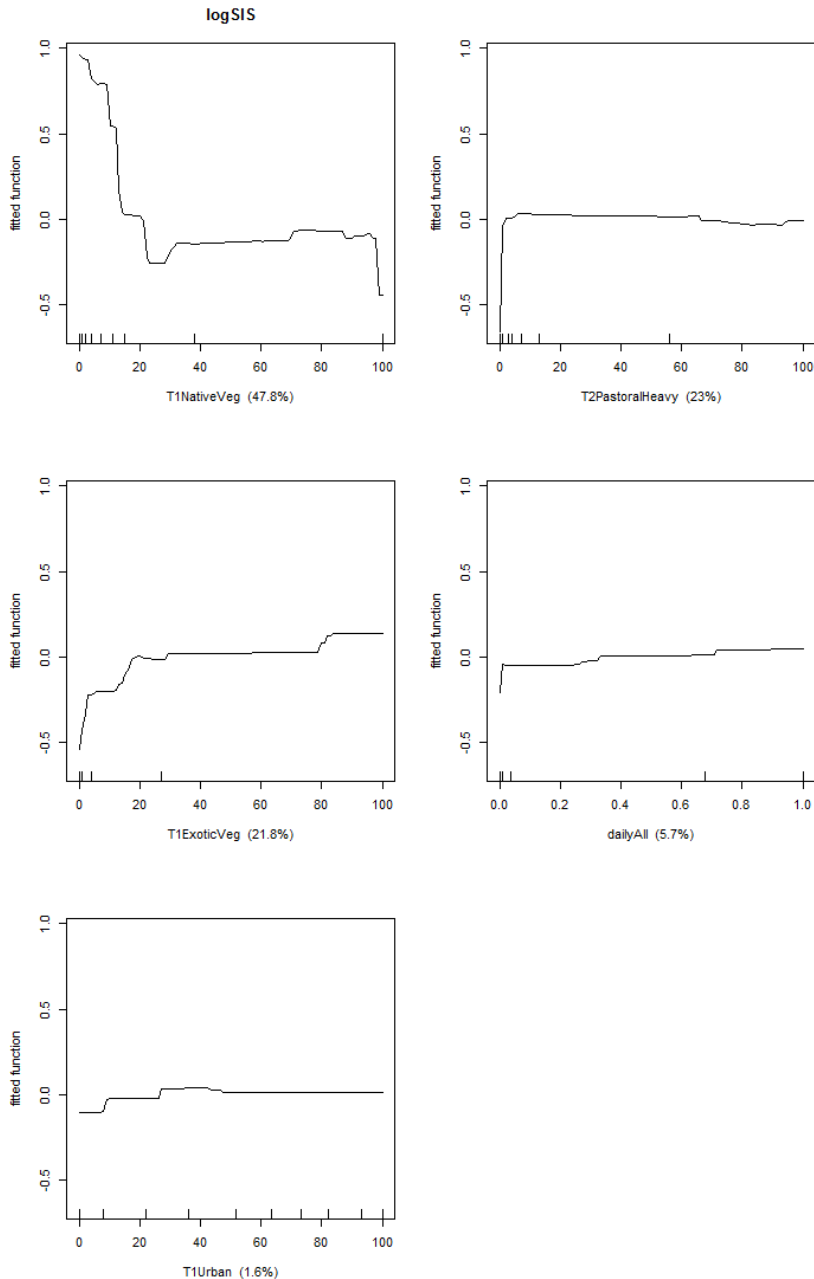 logSIS
1.0
0.5
0.0
-0.5
fitted function
0 20 40 60 80 100
T1NativeVeg (47.8%)
1.0
0.5
0.0
-0.5
fitted function
0 20 40 60 80 100
T2PastoralHeavy (23%)
1.0
0.5
0.0
-0.5
fitted function
0 20 40 60 80 100
T1ExoticVeg (21.8%)
1.0
0.5
0.0
-0.5
fitted function
0.0 0.2 0.4 0.6 0.8 1.0
dailyAll (5.7%)
1.0
0.5
0.0
-0.5
fitted function
0 20 40 60 80 100
T1Urban (1.6%)